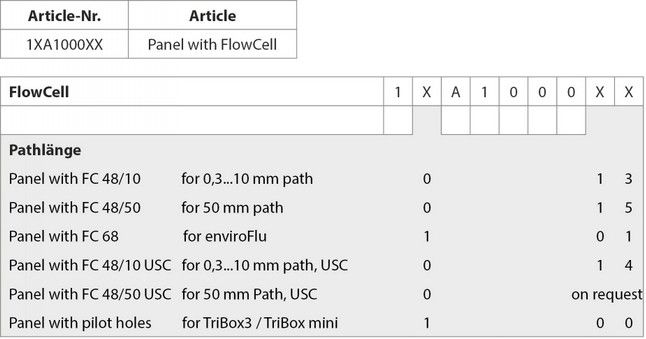 Article-Nr. Article
1XA1000XX Panel with FlowCell
FlowCell 1 X A 1 0 0 0 X X
Pathlänge
Panel with FC 48/10 for 0,3...10 mm path 0 1 3
Panel with FC 48/50 for 50 mm path 0 1 5
Panel with FC 68 for enviroFlu 1 0 1
Panel with FC 48/10 USC for 0,3...10 mm path, USC 0 1 4
Panel with FC 48/50 USC for 50 mm Path, USC 0 on request
Panel with pilot holes for TriBox3 / TriBox mini 1 0 0